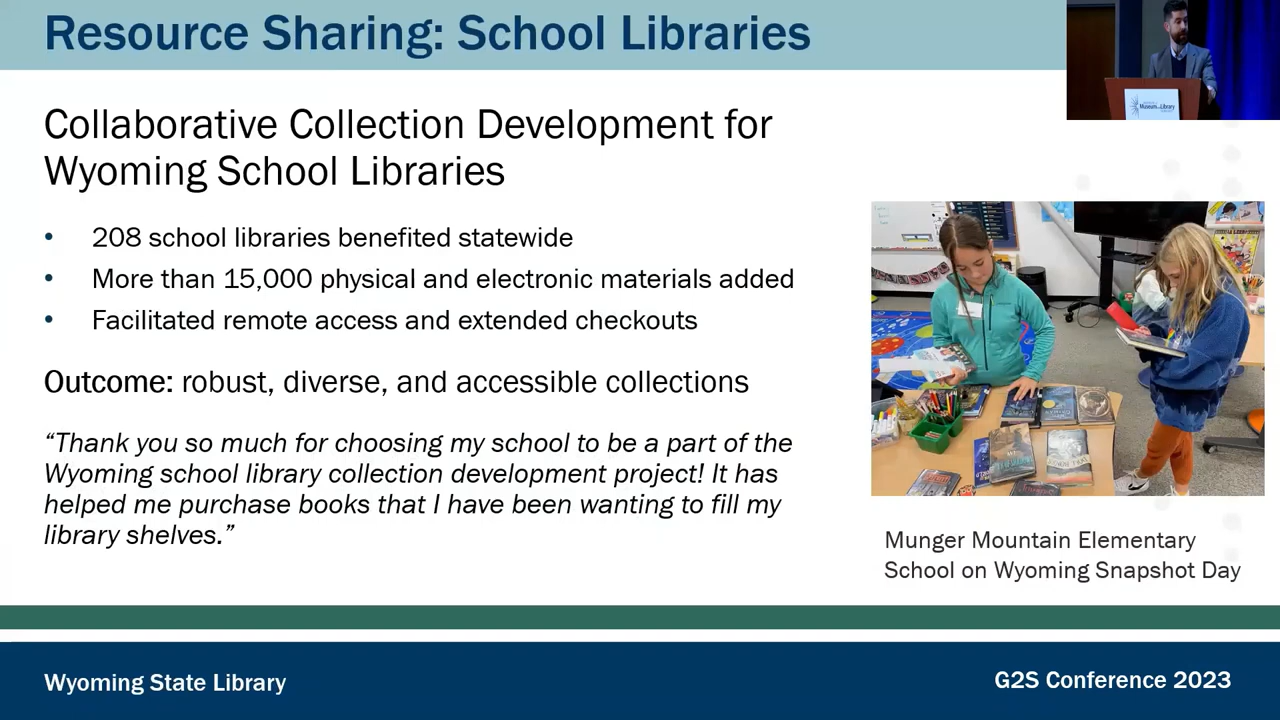 Resource Sharing: School Libraries
Collaborative Collection Development for
Wyoming School Libraries
• 208 school libraries benefited statewide
• More than 15,000 physical and electronic materials added
• Facilitated remote access and extended checkouts
Outcome: robust, diverse, and accessible collections
“Thank you so much for choosing my school to be a part of the
Wyoming school library collection development project! It has
helped me purchase books that I have been wanting to fill my
library shelves.”
Munger Mountain Elementary
School on Wyoming Snapshot Day
Wyoming State Library
G2S Conference 2023
Museum and Library